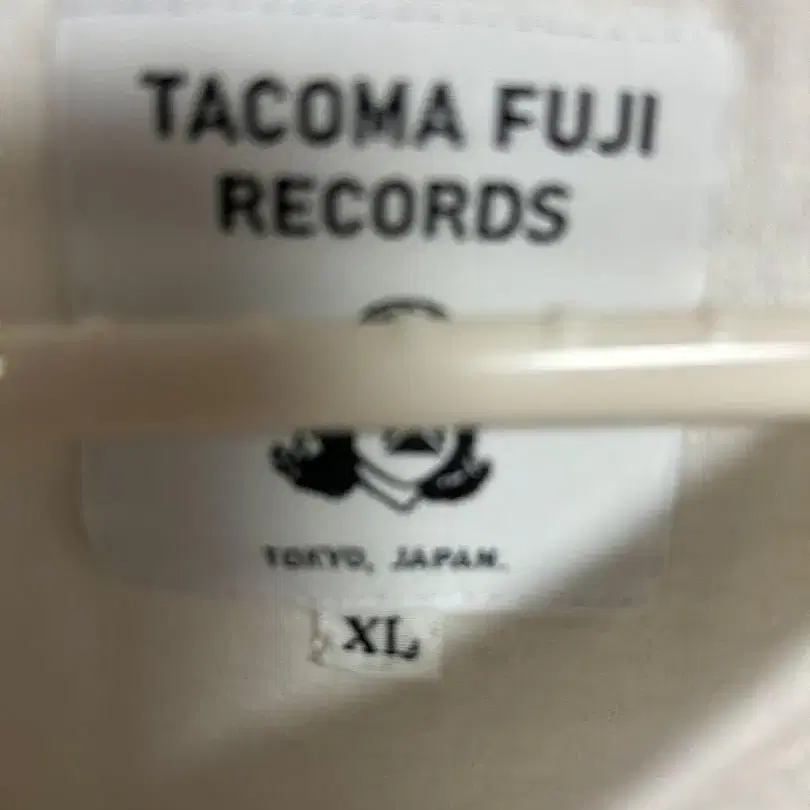 TACOMA FUJI
RECORDS
TOKYO, JAPAN.
XL